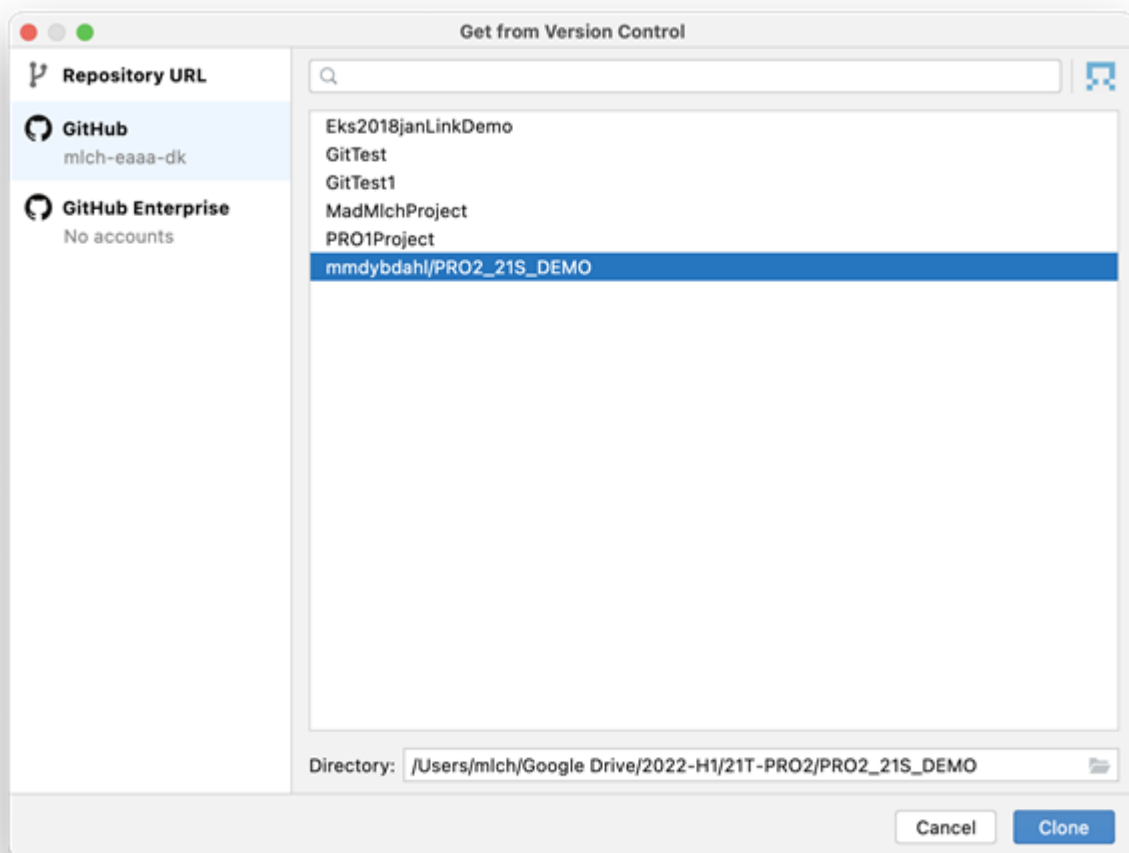 Get from Version Control
Repository URL
GitHub
mlch-eaaa-dk
GitHub Enterprise
No accounts
Eks2018janLinkDemo
GitTest
GitTest1
MadMlchProject
PRO1Project
mmdybdahl/PRO2_21S_DEMO
Directory: /Users/mlch/Google Drive/2022-H1/21T-PRO2/PRO2_21S_DEMO
Cancel Clone